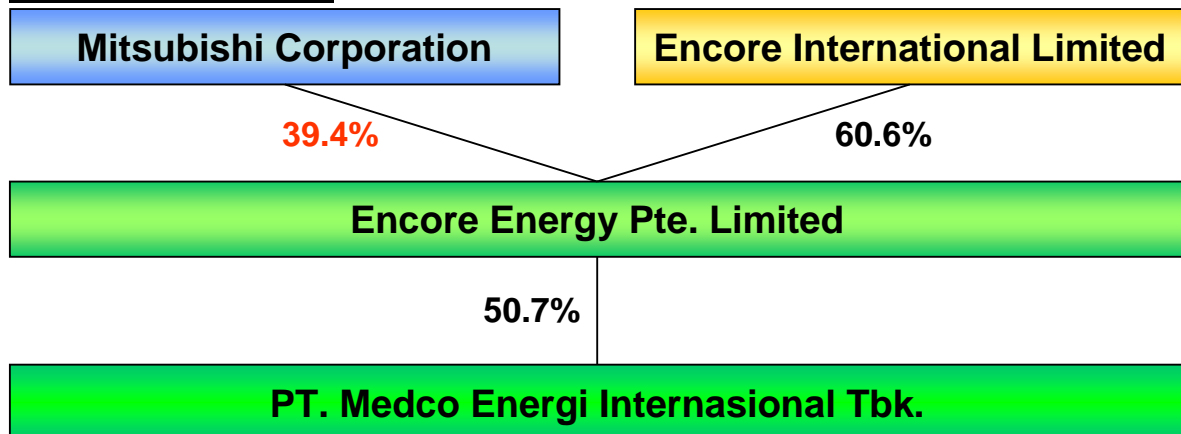 Mitsubishi Corporation
Encore International Limited
39.4%
60.6%
Encore Energy Pte. Limited
50.7%
PT. Medco Energi Internasional Tbk.